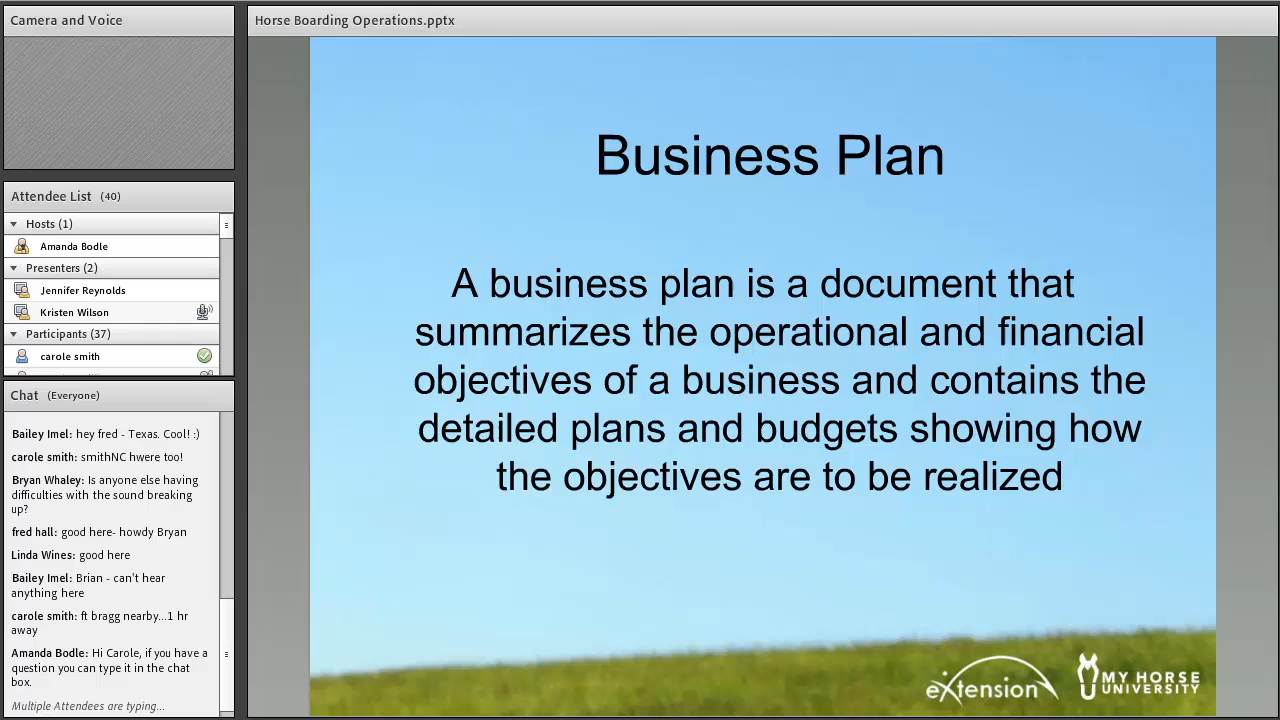 Camera and Voice
Attendee List (40)
Hosts (1)
Amanda Bodle
Presenters (2)
Jennifer Reynolds
Kristen Wilson
Participants (37)
carole smith
Chat (Everyone)
Bailey Imel: hey fred - Texas. Cool! :)
carole smith: smithNC hwere too!
Bryan Whaley: Is anyone else having
difficulties with the sound breaking
up?
fred hall: good here- howdy Bryan
Linda Wines: good here
Bailey Imel: Brian - can't hear
anything here
carole smith: ft bragg nearby...1 hr
away
Amanda Bodle: Hi Carole, if you have a
question you can type it in the chat
box.
Multiple Attendees are typing...
Horse Boarding Operations.pptx
Business Plan
A business plan is a document that
summarizes the operational and financial
objectives of a business and contains the
detailed plans and budgets showing how
the objectives are to be realized
eXtension
MY HORSE
UNIVERSITY